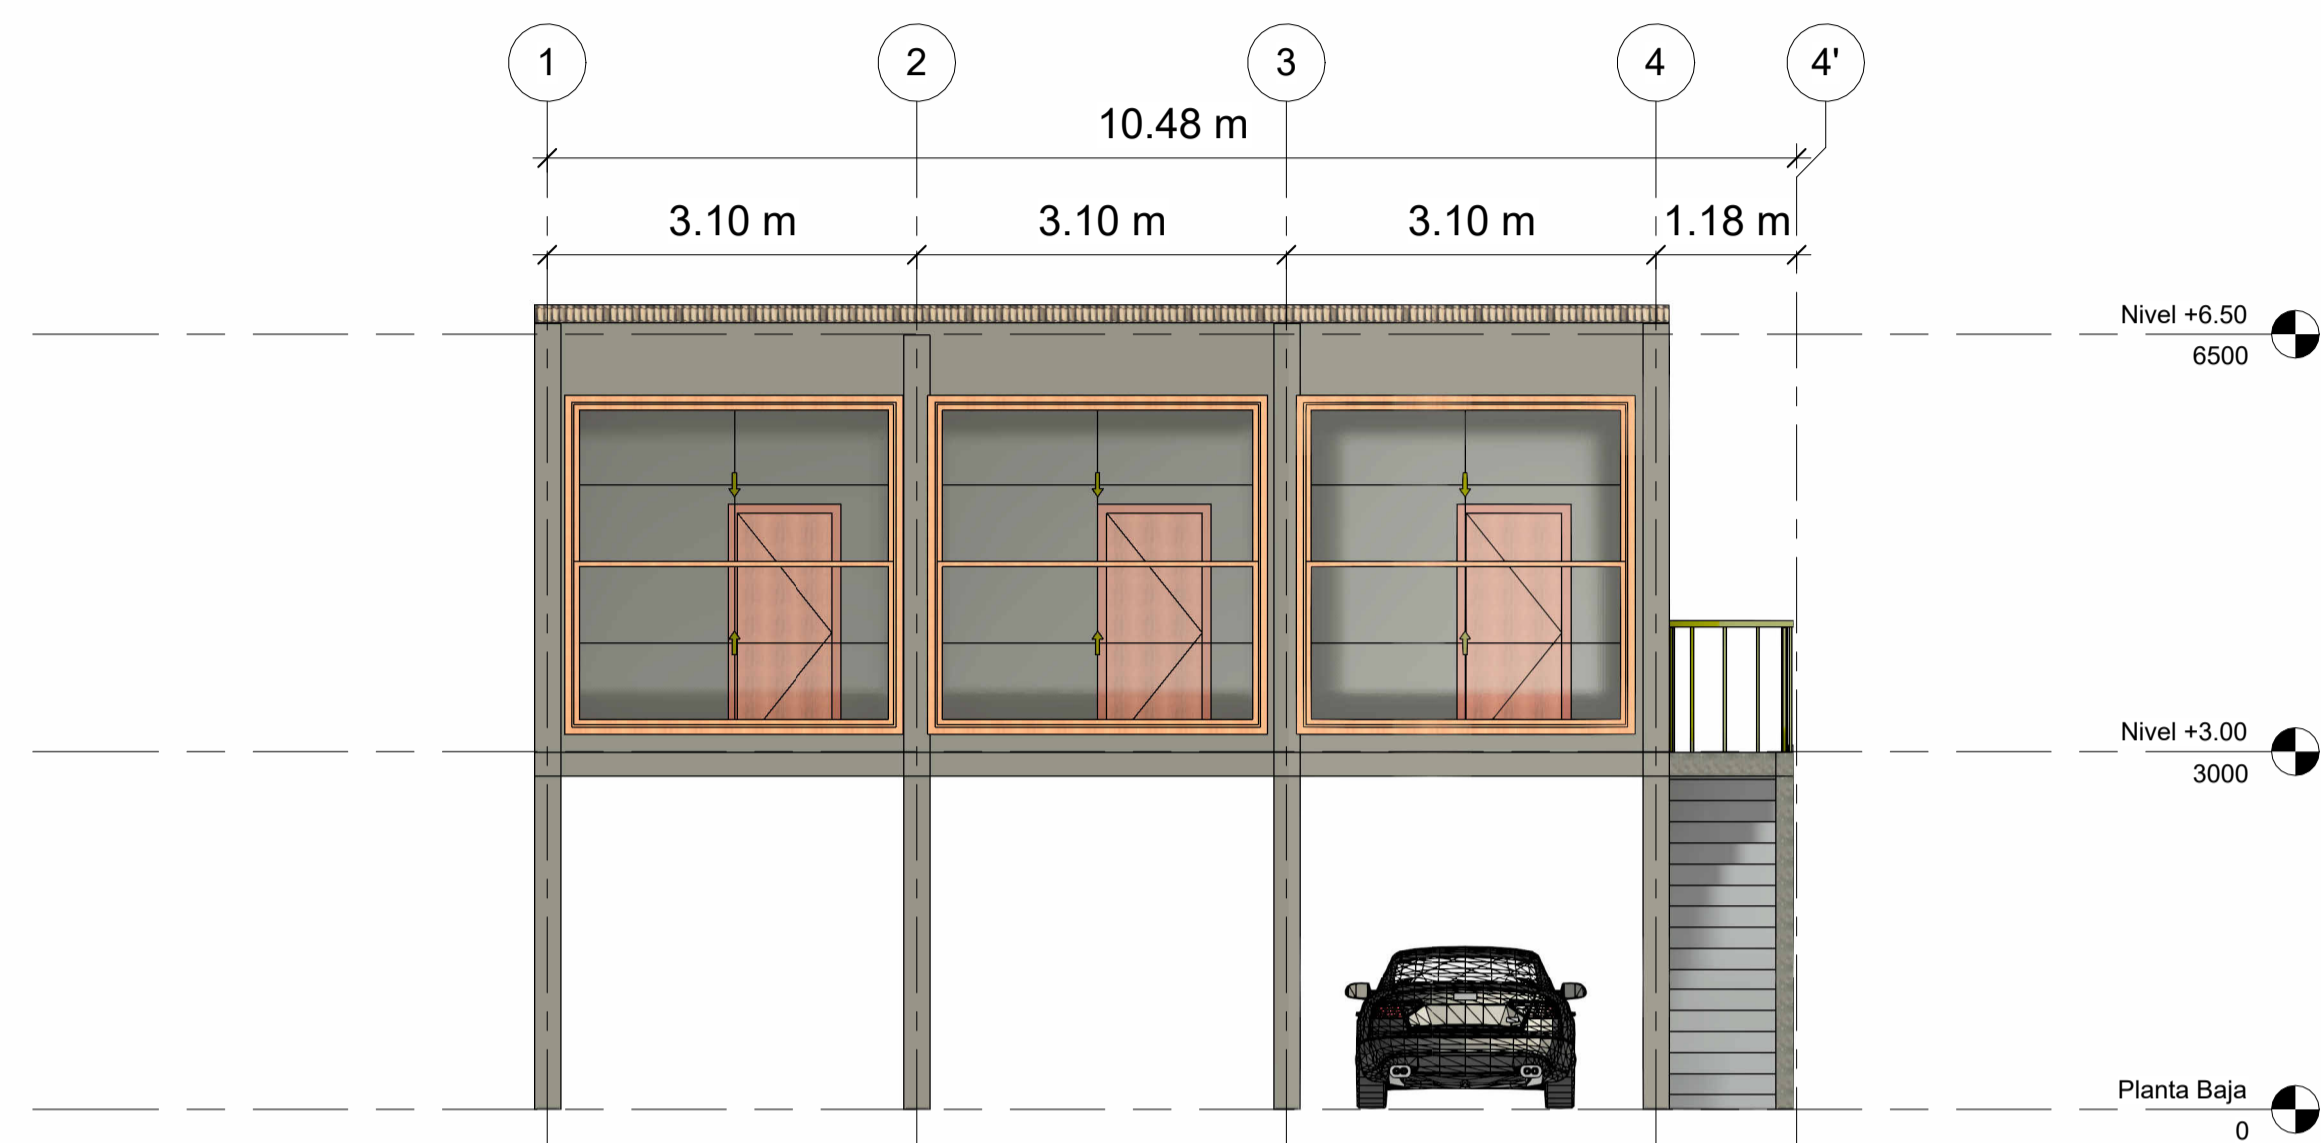 1 2 3 4 4'
10.48 m
3.10 m 3.10 m 3.10 m 1.18 m
Nivel +6.50
6500
Nivel +3.00
3000
Planta Baja
0